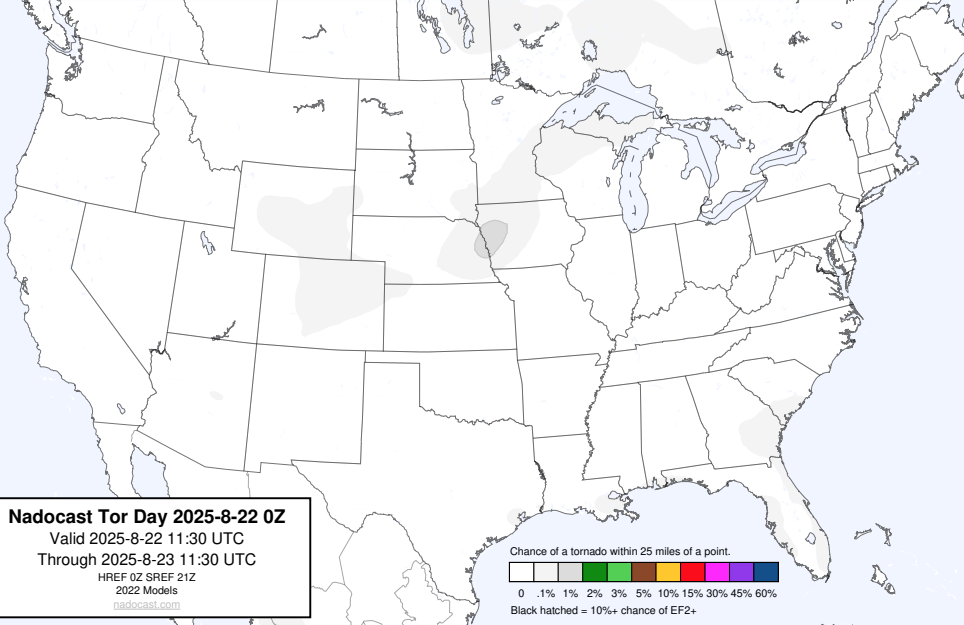 Nadocast Tor Day 2025-8-22 0Z
Valid 2025-8-22 11:30 UTC
Through 2025-8-23 11:30 UTC
HREF 0Z SREF 21Z
2022 Models
nadocast.com
Chance of a tornado within 25 miles of a point.
0 .1% 1% 2% 3% 5% 10% 15% 30% 45% 60%
Black hatched = 10%+ chance of EF2+